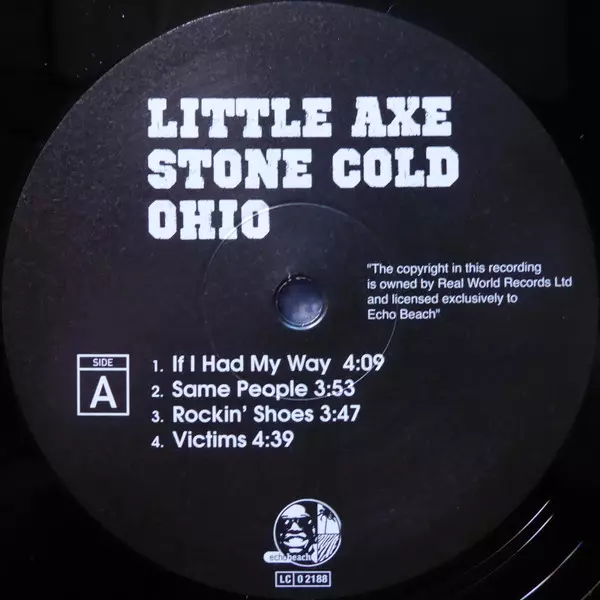 LITTLE AXE
STONE COLD
OHIO
"The copyright in this recording
is owned by Real World Records Ltd
and licensed exclusively to
Echo Beach"
SIDE
A
1. If I Had My Way 4:09
2. Same People 3:53
3. Rockin' Shoes 3:47
4. Victims 4:39
echo beach
LC 02188